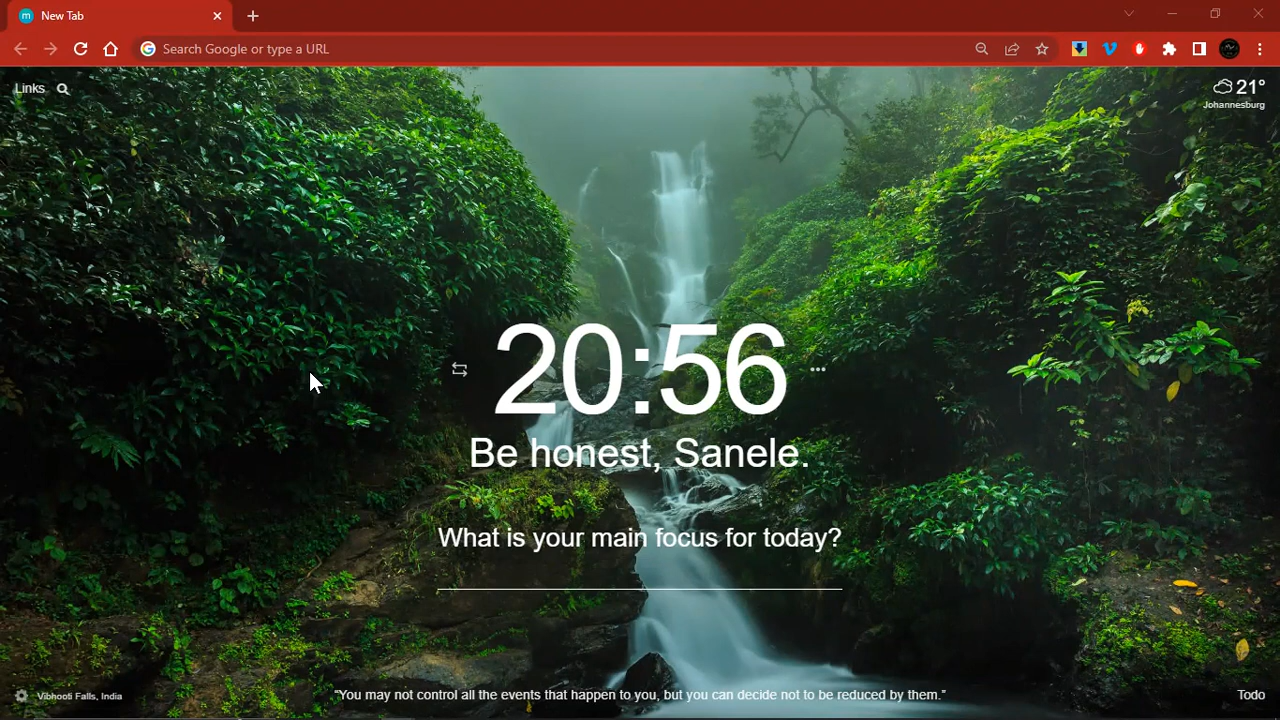 New Tab
Search Google or type a URL
Links
21°
Johannesburg
20:56
Be honest, Sanele.
What is your main focus for today?
Vibhooti Falls, India
"You may not control all the events that happen to you, but you can decide not to be reduced by them."
Todo